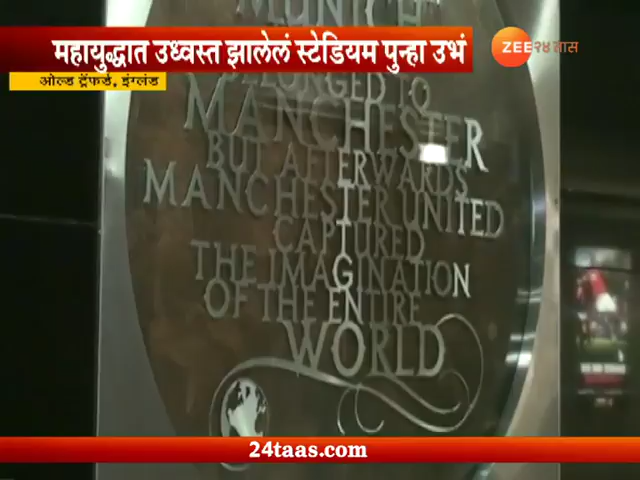 MUNICH
महायुद्धात उध्वस्त झालेलं स्टेडियम पुन्हा उभं
ZEE २४ तास
ओल्ड ट्रॅफर्ड, इंग्लंड
BELONGED TO
MANCHESTER
BUT AFTERWARDS
MANCHESTER UNITED
CAPTURED
THE IMAGINATION
OF THE ENTIRE
WORLD
24taas.com